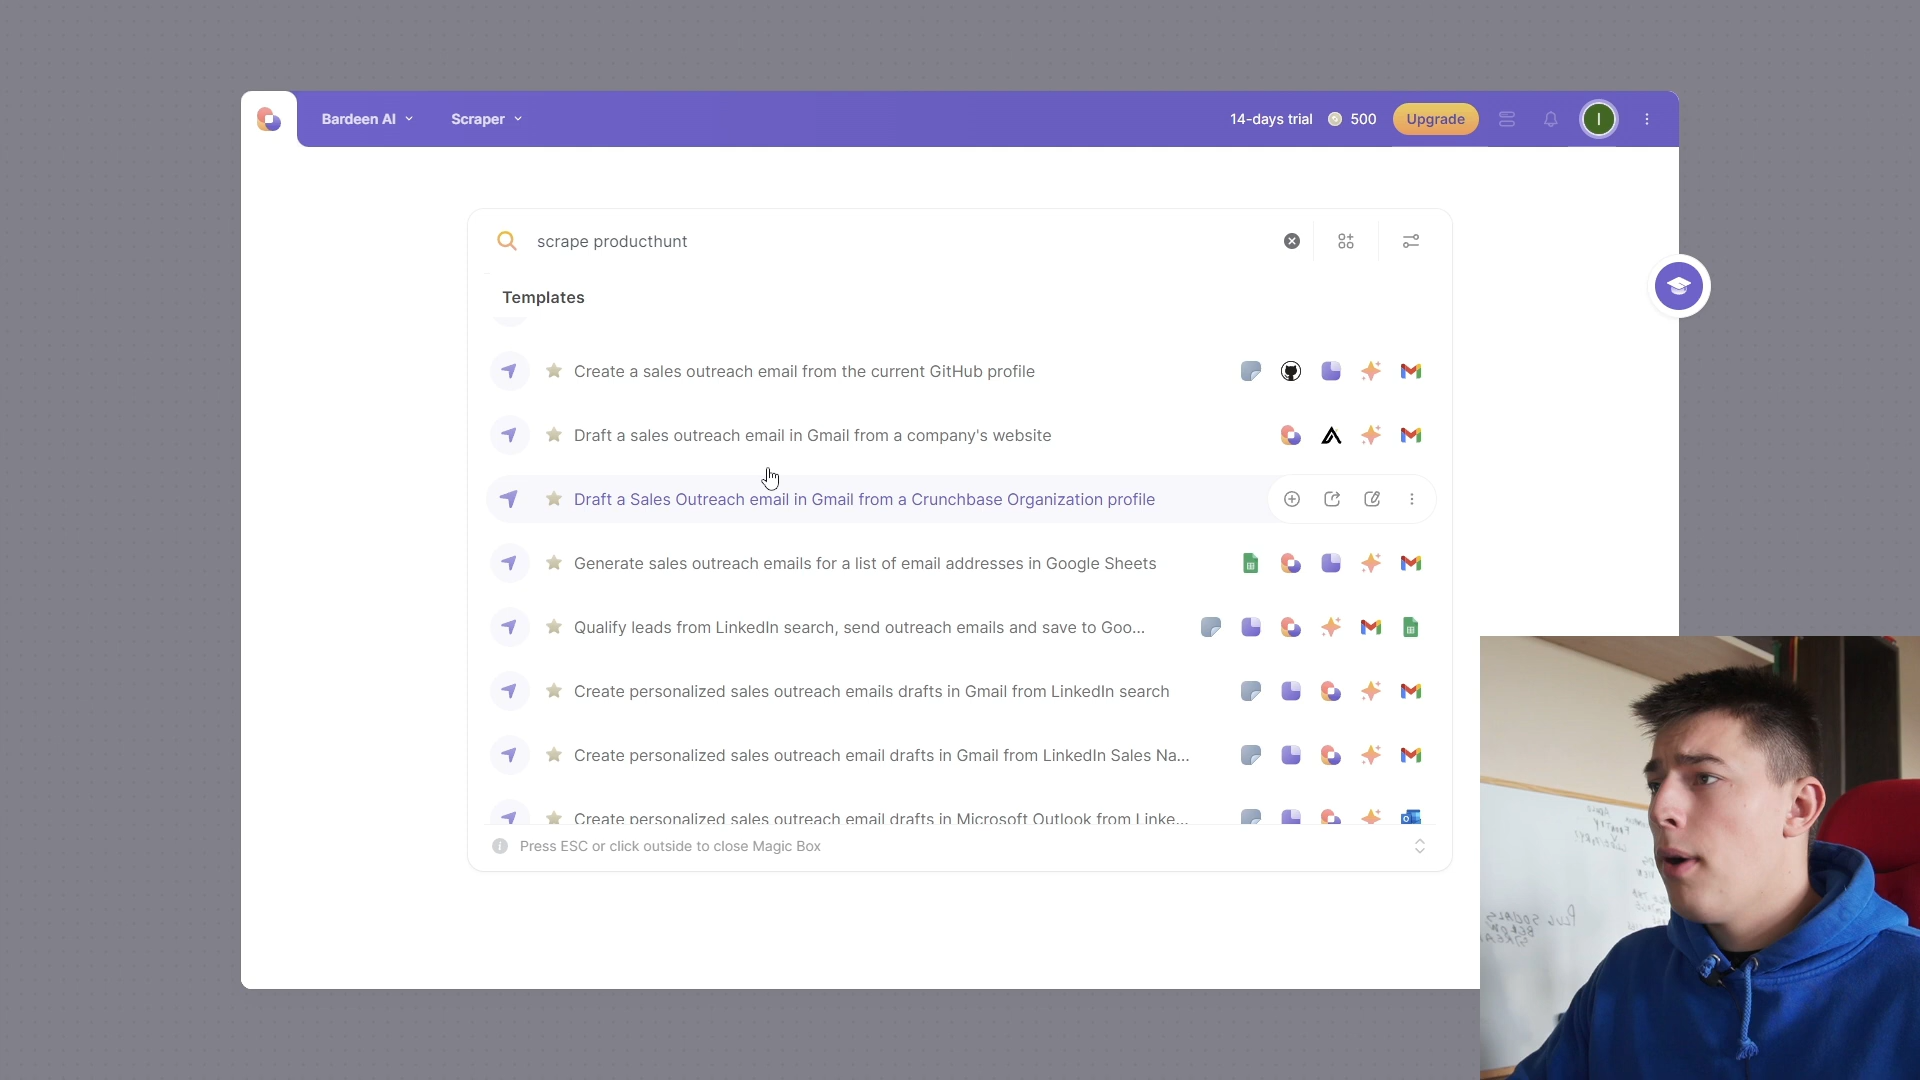 Bardeen AI
Scraper
14-days trial
500
Upgrade
I
scrape producthunt
Templates
Create a sales outreach email from the current GitHub profile
Draft a sales outreach email in Gmail from a company's website
Draft a Sales Outreach email in Gmail from a Crunchbase Organization profile
Generate sales outreach emails for a list of email addresses in Google Sheets
Qualify leads from LinkedIn search, send outreach emails and save to Goo...
Create personalized sales outreach emails drafts in Gmail from LinkedIn search
Create personalized sales outreach email drafts in Gmail from LinkedIn Sales Na...
Create personalized sales outreach email drafts in Microsoft Outlook from Linke...
Press ESC or click outside to close Magic Box